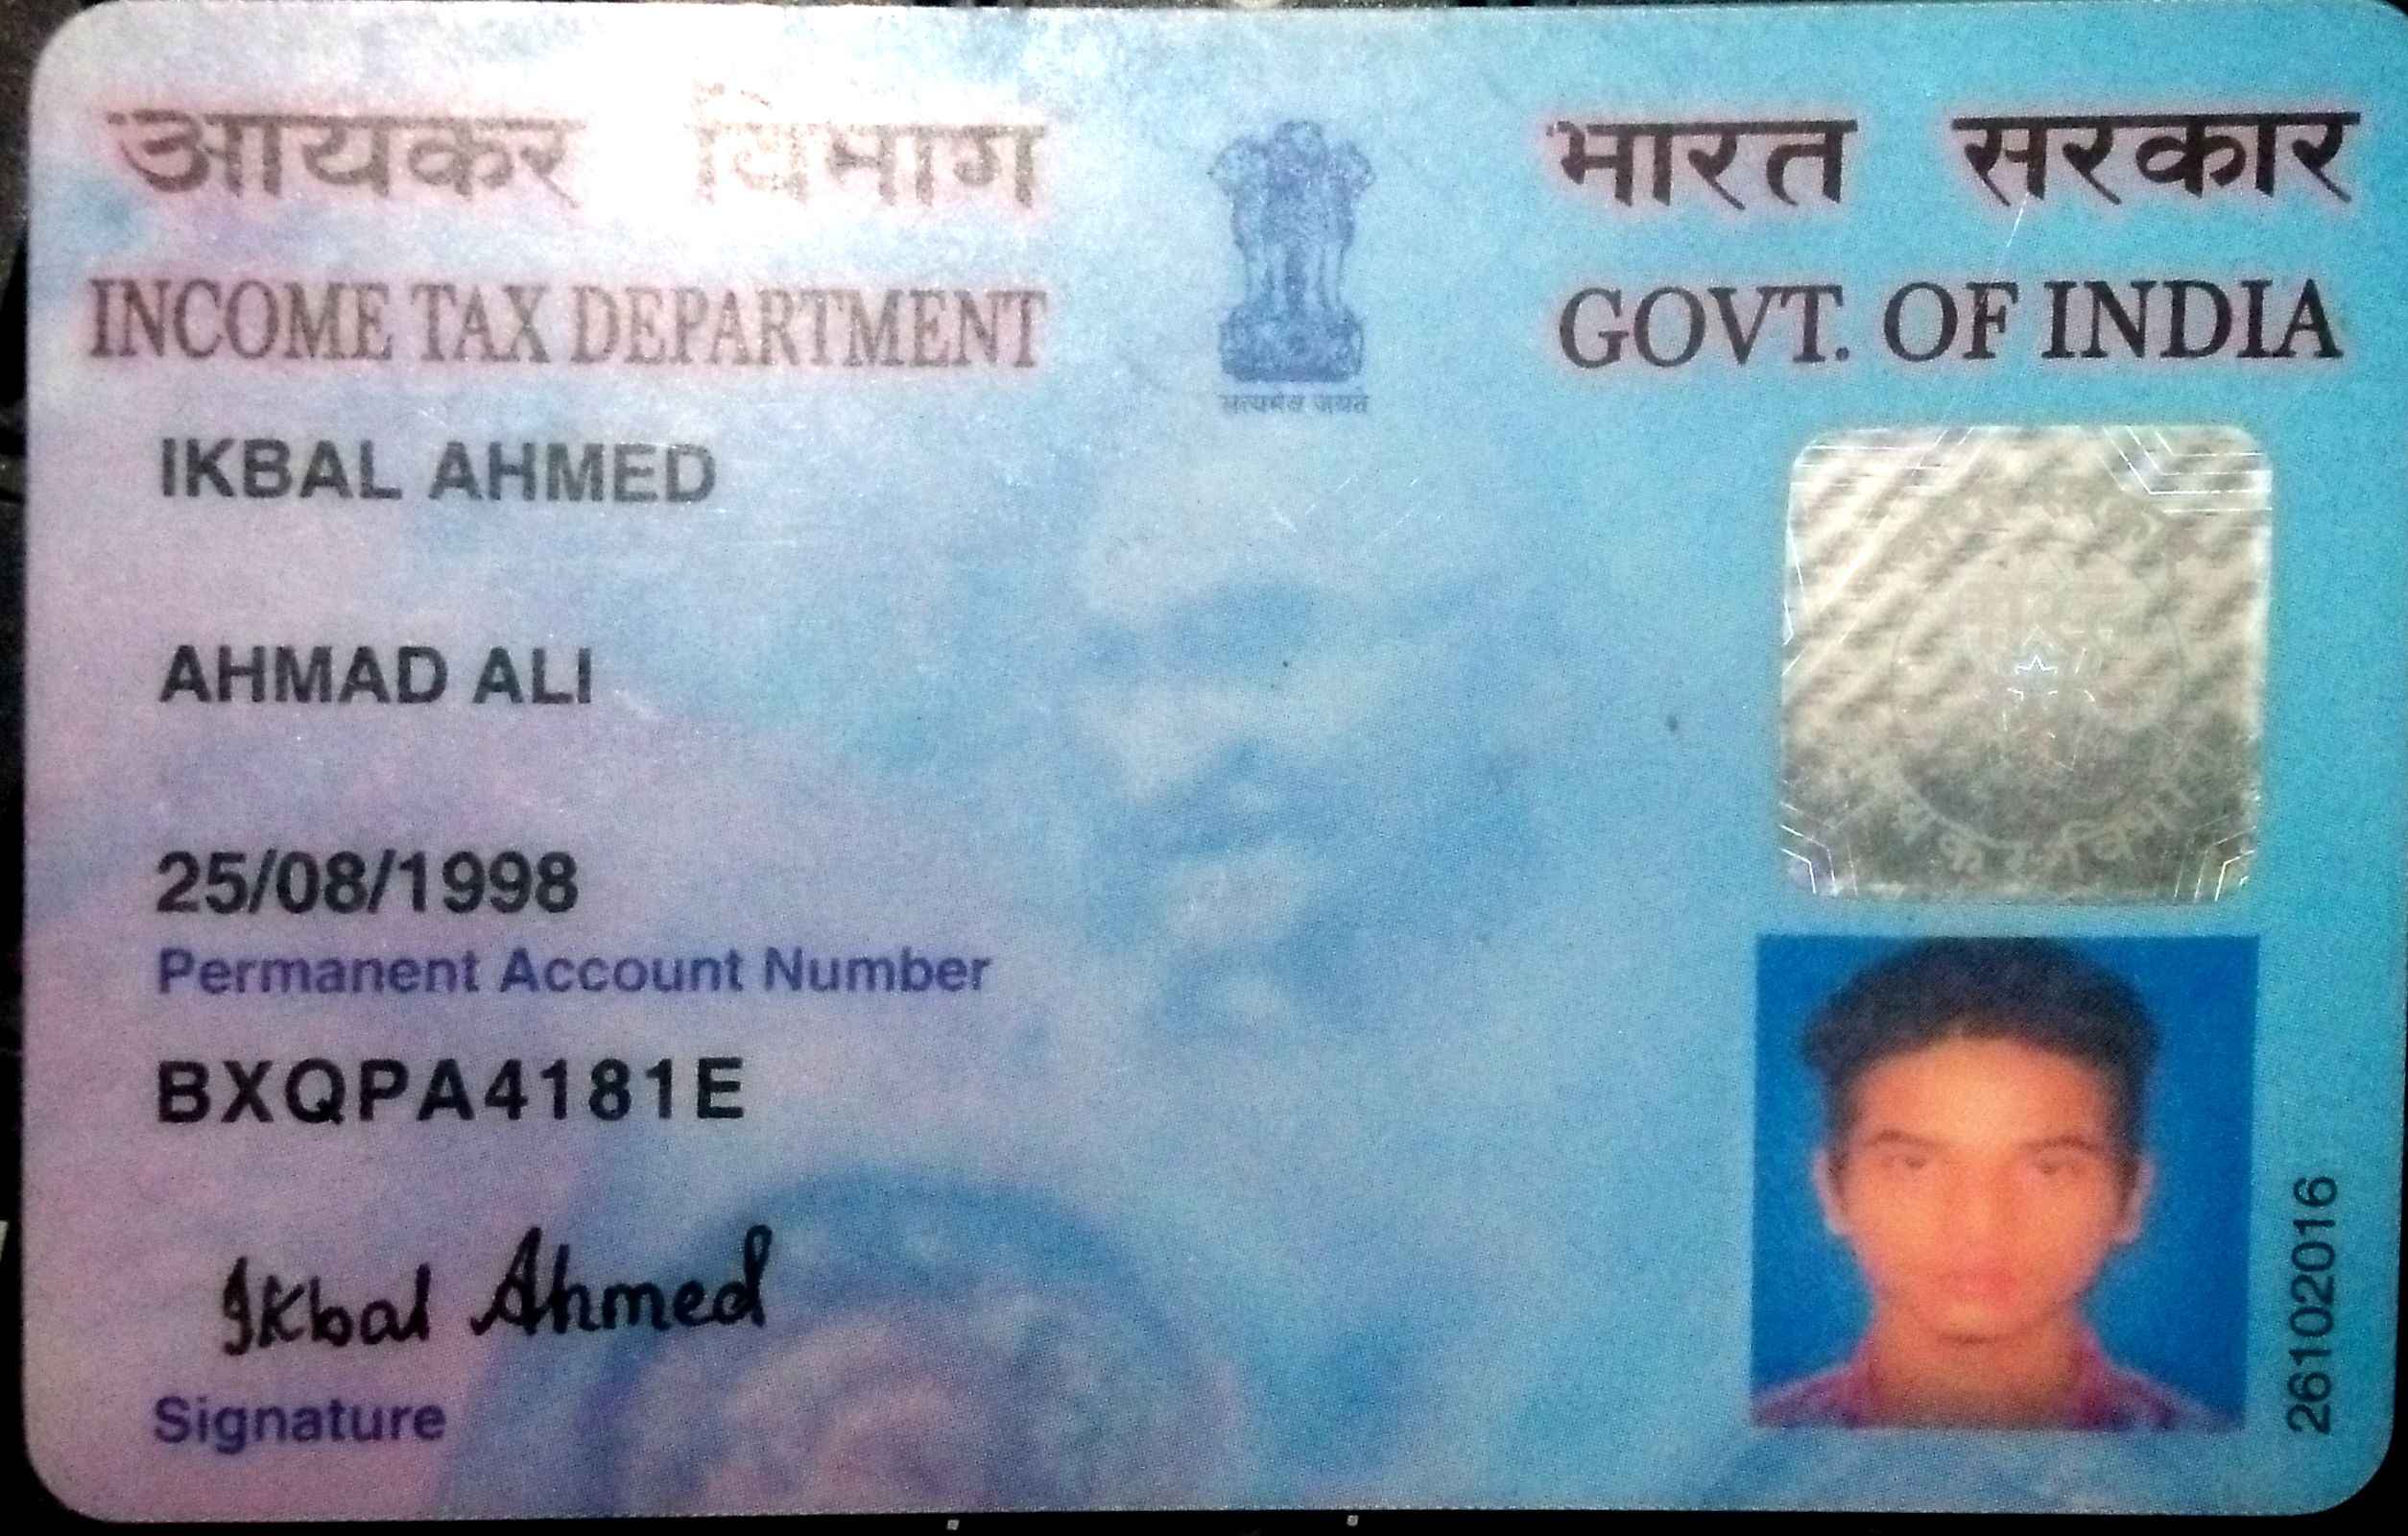 आयकर विभाग
INCOME TAX DEPARTMENT
सत्यमेव जयते
भारत सरकार
GOVT. OF INDIA
IKBAL AHMED
AHMAD ALI
25/08/1998
Permanent Account Number
BXQPA4181E
Ikbal Ahmed
Signature
26102016